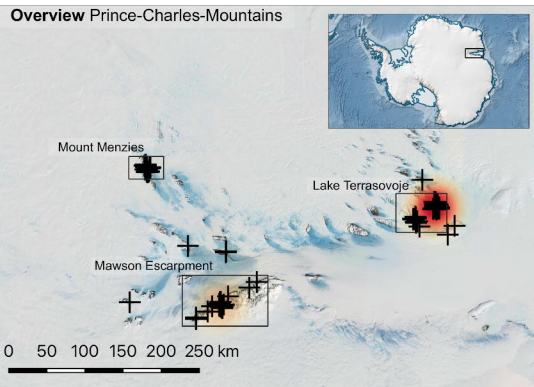 Overview Prince-Charles-Mountains
Mount Menzies
Lake Terrasovoje
Mawson Escarpment
0 50 100 150 200 250 km